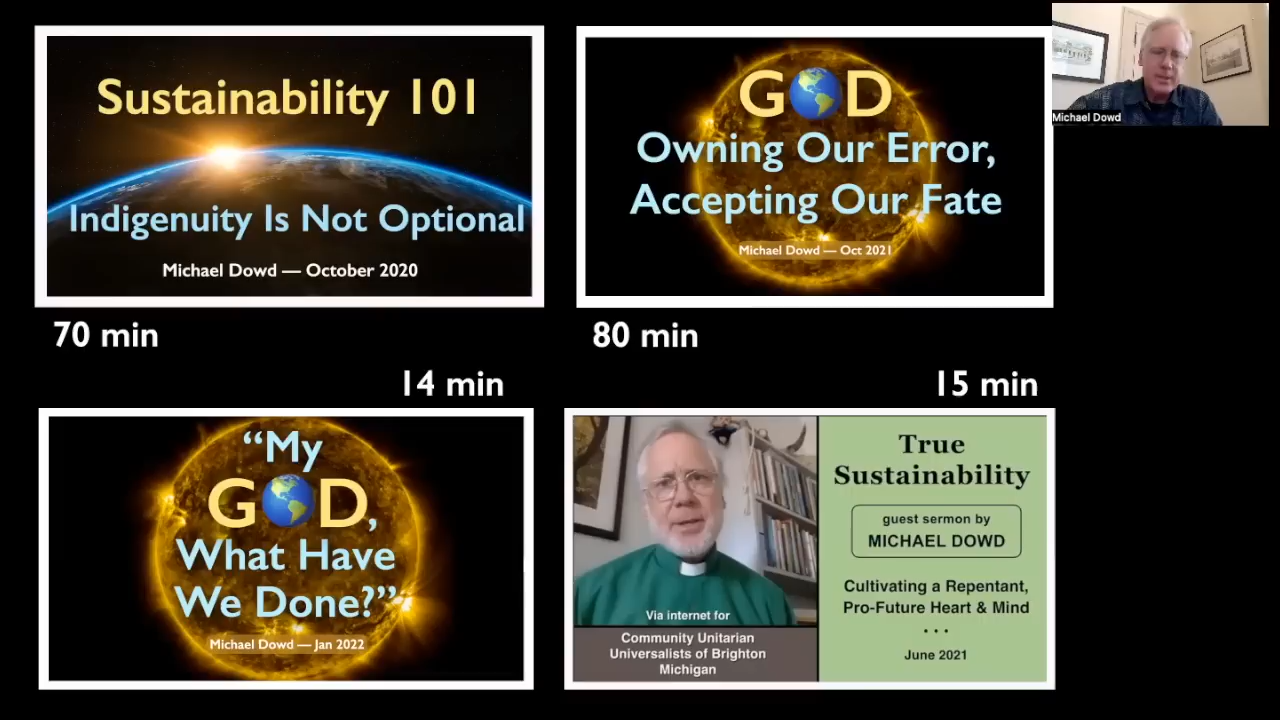 Sustainability 101
Indigenuity Is Not Optional
Michael Dowd — October 2020
70 min
GOD
Owning Our Error,
Accepting Our Fate
Michael Dowd — Oct 2021
80 min
Michael Dowd
14 min
“My
GOD,
What Have
We Done?”
Michael Dowd — Jan 2022
15 min
Via internet for
Community Unitarian
Universalists of Brighton
Michigan
True
Sustainability
guest sermon by
MICHAEL DOWD
Cultivating a Repentant,
Pro-Future Heart & Mind
• • •
June 2021